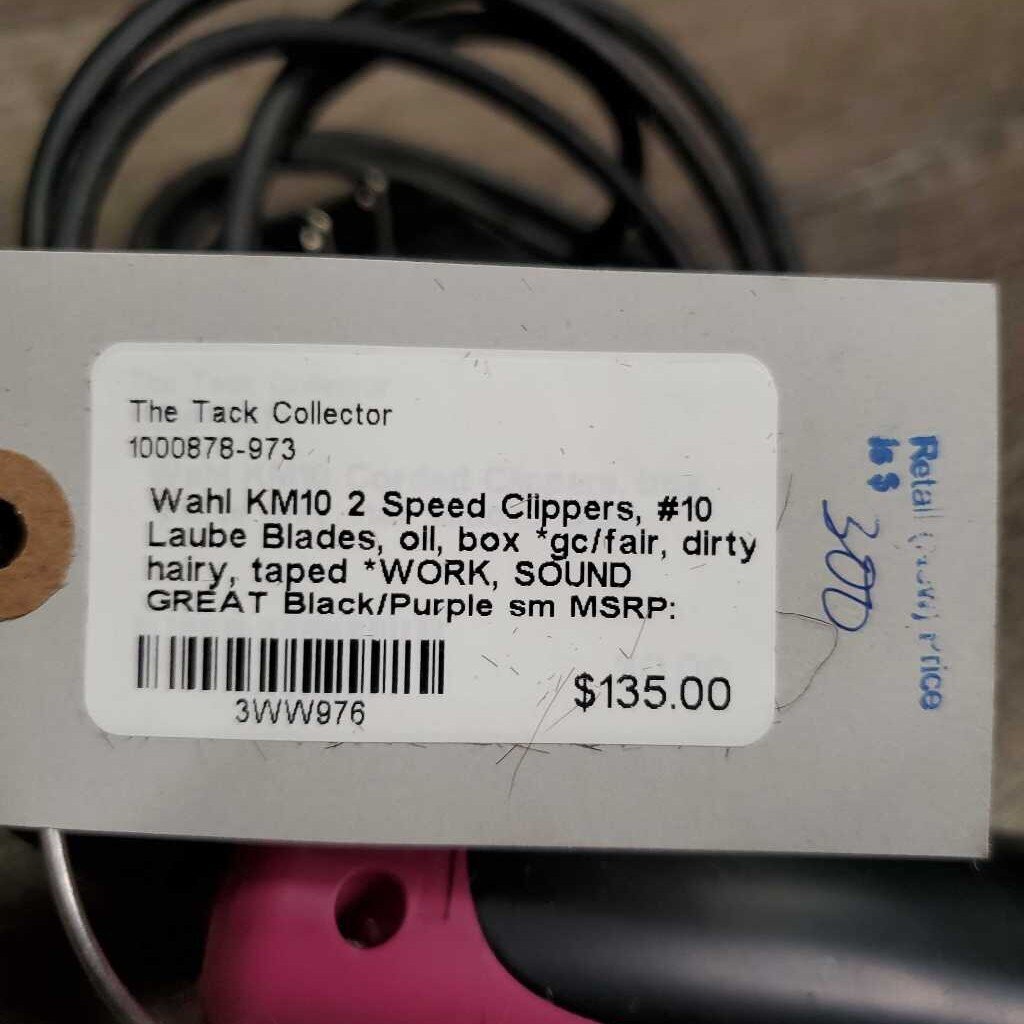 The Tack Collector
1000878-973
Wahl KM10 2 Speed Clippers, #10
Laube Blades, oil, box *gc/fair, dirty
hairy, taped *WORK, SOUND
GREAT Black/Purple sm MSRP:
3WW976
$135.00
Retail Price
is $
300